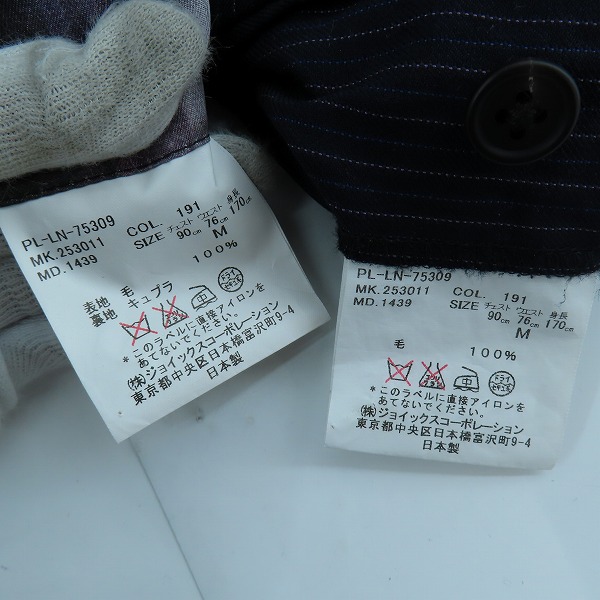 PL-LN-75309
MK.253011 COL. 191
MD.1439 SIZE チェスト ウエスト 身長
90cm 76cm 170cm
M
表地 毛 100%
裏地 キュプラ
ドライ
*このラベルに直接アイロンを
あてないでください。
(株)ジョイックスコーポレーション
東京都中央区日本橋富沢町9-4
日本製
PL-LN-75309
MK.253011 COL. 191
MD.1439 SIZE チェスト ウエスト 身長
90cm 76cm 170cm
M
毛 100%
ドライ
*このラベルに直接アイロンを
あてないでください。
(株)ジョイックスコーポレーション
東京都中央区日本橋富沢町9-4
日本製